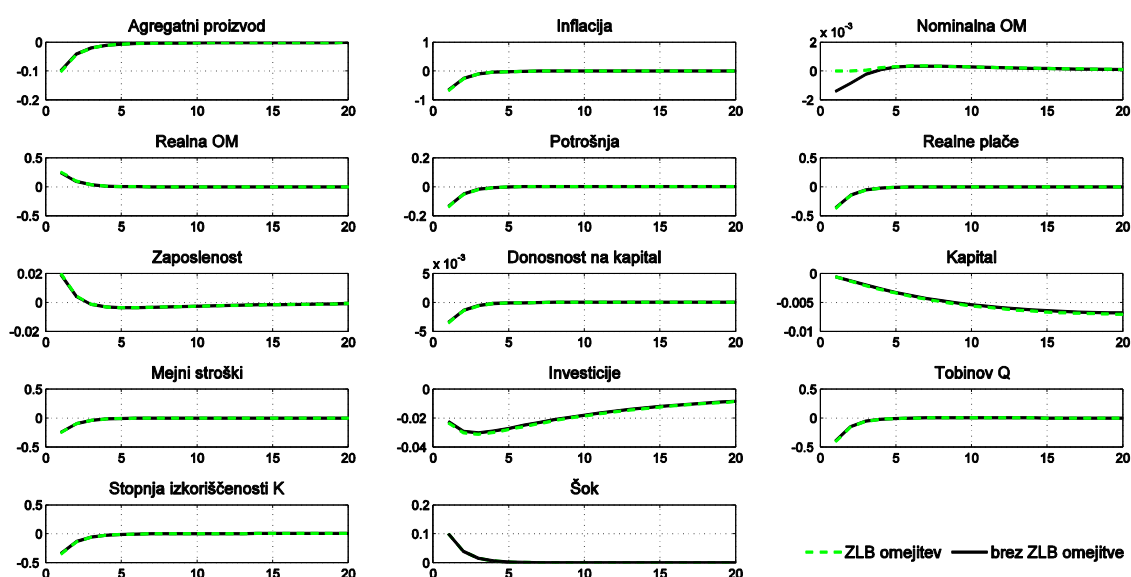 Agregatni proizvod
0
-0.1
-0.2
0 5 10 15 20
Inflacija
1
0
-1
0 5 10 15 20
Nominalna OM
x 10⁻³
2
0
-2
0 5 10 15 20
Realna OM
0.5
0
-0.5
0 5 10 15 20
Potrošnja
0.2
0
-0.2
0 5 10 15 20
Realne plače
0.5
0
-0.5
0 5 10 15 20
Zaposlenost
0.02
0
-0.02
0 5 10 15 20
Donosnost na kapital
x 10⁻³
5
0
-5
0 5 10 15 20
Kapital
0
-0.005
-0.01
0 5 10 15 20
Mejni stroški
0.5
0
-0.5
0 5 10 15 20
Investicije
0
-0.02
-0.04
0 5 10 15 20
Tobinov Q
0.5
0
-0.5
0 5 10 15 20
Stopnja izkoriščenosti K
0.5
0
-0.5
0 5 10 15 20
Šok
0.2
0.1
0
0 5 10 15 20
ZLB omejitev brez ZLB omejitve